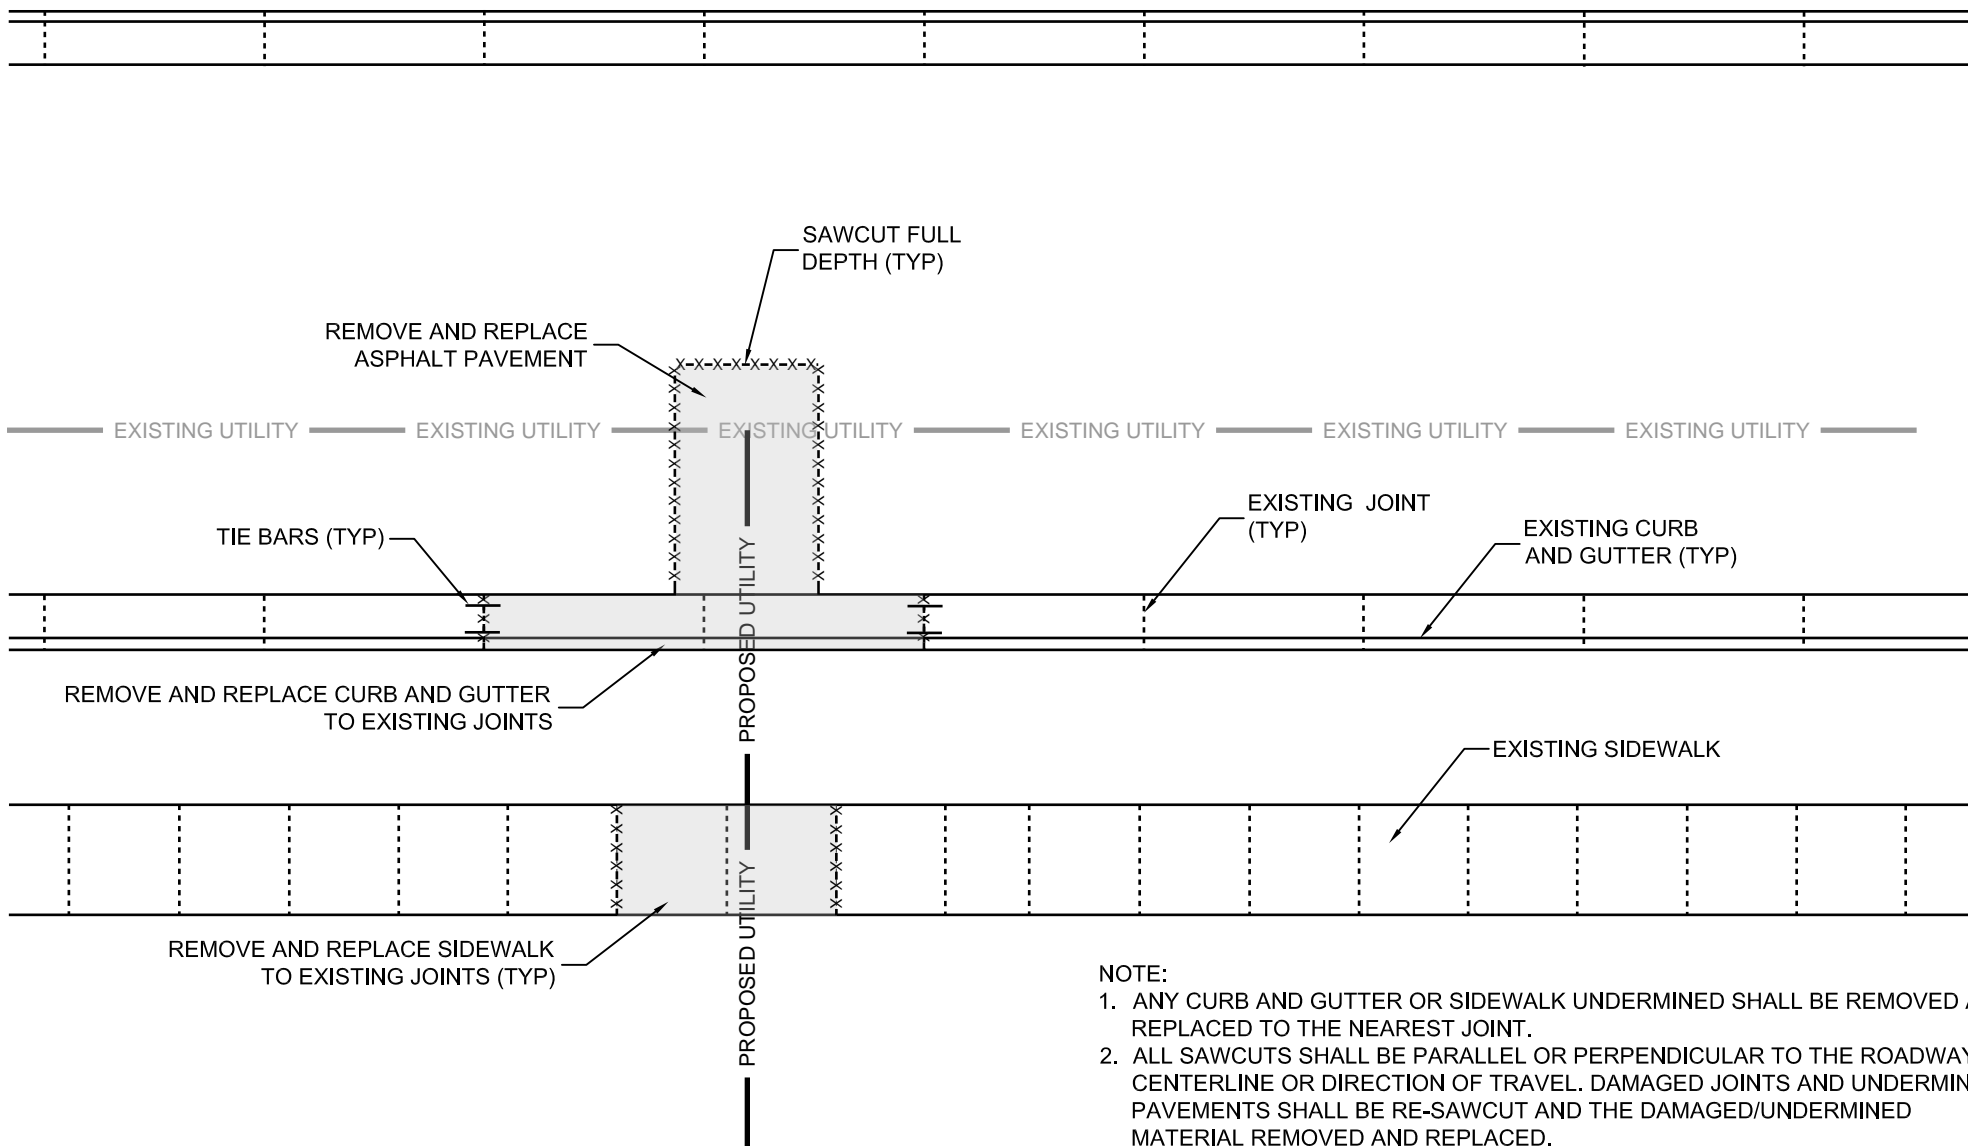 SAWCUT FULL
DEPTH (TYP)
REMOVE AND REPLACE
ASPHALT PAVEMENT
EXISTING UTILITY
EXISTING UTILITY
EXISTING UTILITY
EXISTING UTILITY
EXISTING UTILITY
EXISTING UTILITY
EXISTING JOINT
(TYP)
EXISTING CURB
AND GUTTER (TYP)
TIE BARS (TYP)
PROPOSED UTILITY
REMOVE AND REPLACE CURB AND GUTTER
TO EXISTING JOINTS
EXISTING SIDEWALK
PROPOSED UTILITY
REMOVE AND REPLACE SIDEWALK
TO EXISTING JOINTS (TYP)
NOTE:
1. ANY CURB AND GUTTER OR SIDEWALK UNDERMINED SHALL BE REMOVED
REPLACED TO THE NEAREST JOINT.
2. ALL SAWCUTS SHALL BE PARALLEL OR PERPENDICULAR TO THE ROADWAY
CENTERLINE OR DIRECTION OF TRAVEL. DAMAGED JOINTS AND
PAVEMENTS SHALL BE RE-SAWCUT AND THE DAMAGED/UNDERMINED
MATERIAL REMOVED AND REPLACED.